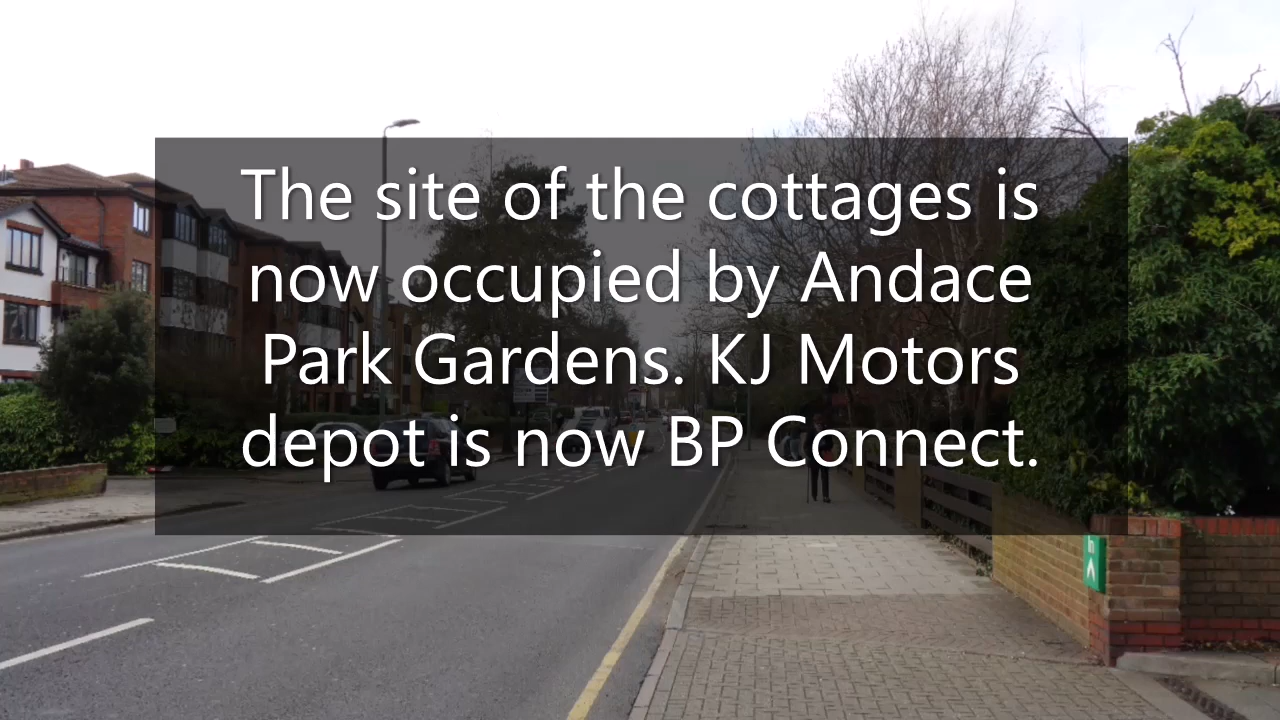 The site of the cottages is
now occupied by Andace
Park Gardens. KJ Motors
depot is now BP Connect.
h